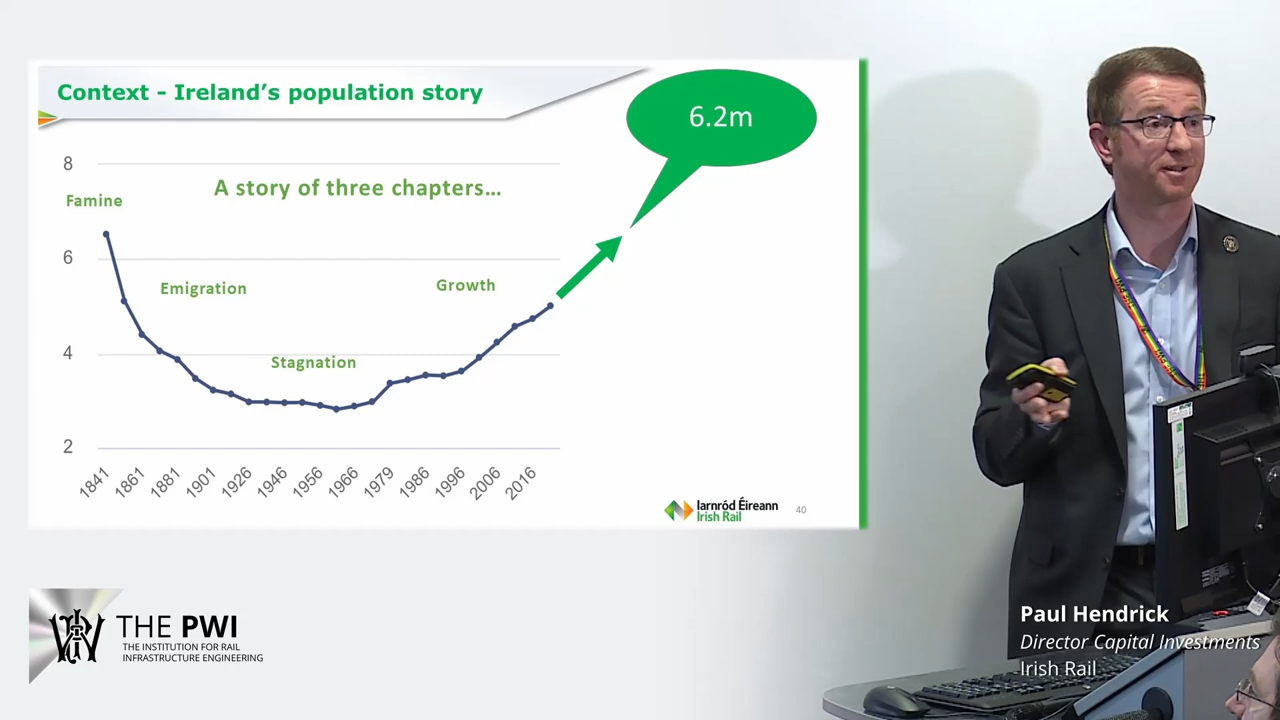 Context - Ireland's population story
6.2m
8
A story of three chapters...
Famine
6
Emigration
Growth
4
Stagnation
2
1841
1861
1881
1901
1926
1946
1956
1966
1979
1986
1996
2006
2016
Iarnród Éireann
Irish Rail
40
THE PWI
THE INSTITUTION FOR RAIL
INFRASTRUCTURE ENGINEERING
Paul Hendrick
Director Capital Investments
Irish Rail